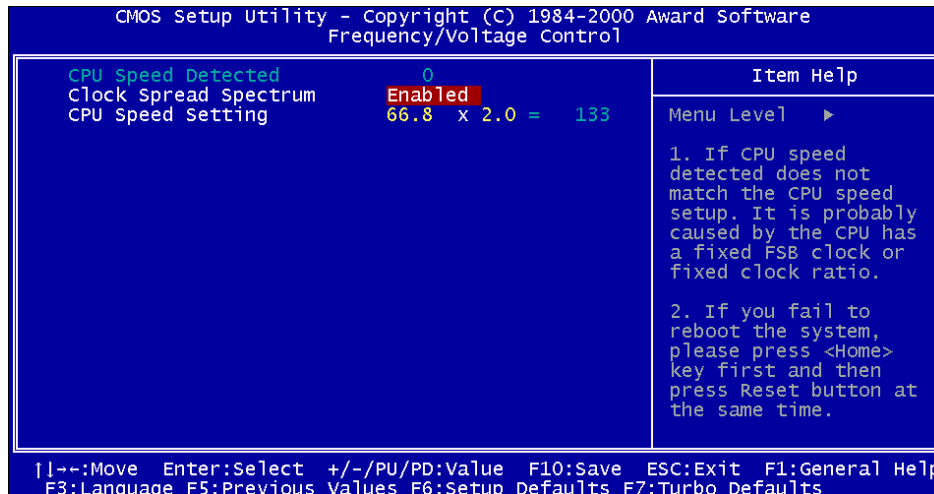 CMOS Setup Utility - Copyright (C) 1984-2000 Award Software
Frequency/Voltage Control
CPU Speed Detected 0
Clock Spread Spectrum Enabled
CPU Speed Setting 66.8 x 2.0 = 133
Item Help
Menu Level ▶
1. If CPU speed
detected does not
match the CPU speed
setup. It is probably
caused by the CPU has
a fixed FSB clock or
fixed clock ratio.
2. If you fail to
reboot the system,
please press <Home>
key first and then
press Reset button at
the same time.
↑↓→←:Move Enter:Select +/-/PU/PD:Value F10:Save ESC:Exit F1:General Help
F3:Language F5:Previous Values F6:Setup Defaults F7:Turbo Defaults